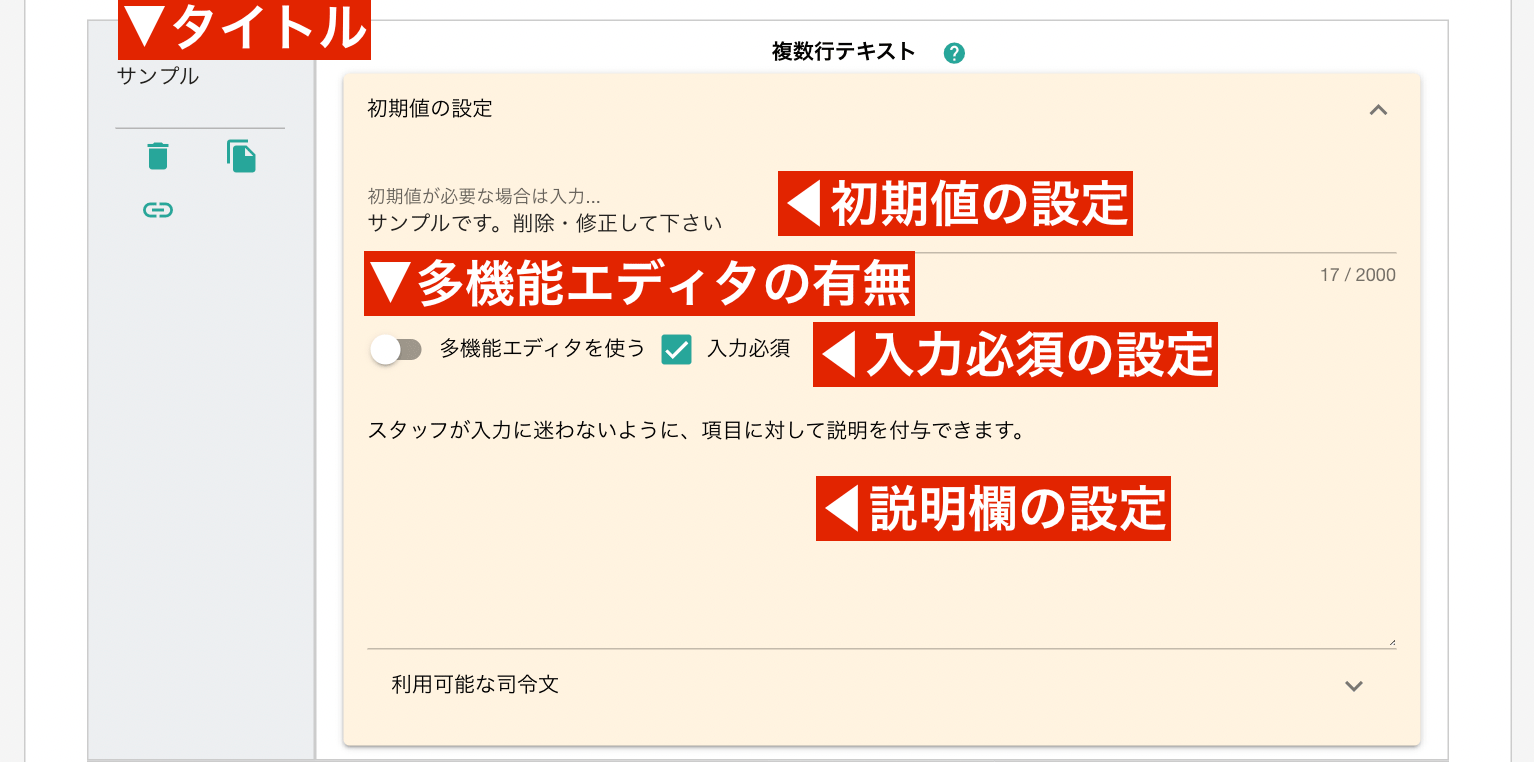 ▼タイトル
サンプル
複数行テキスト ?
初期値の設定
初期値が必要な場合は入力...
サンプルです。削除・修正して下さい
◀初期値の設定
17 / 2000
▼多機能エディタの有無
多機能エディタを使う 入力必須
◀入力必須の設定
スタッフが入力に迷わないように、項目に対して説明を付与できます。
◀説明欄の設定
利用可能な司令文